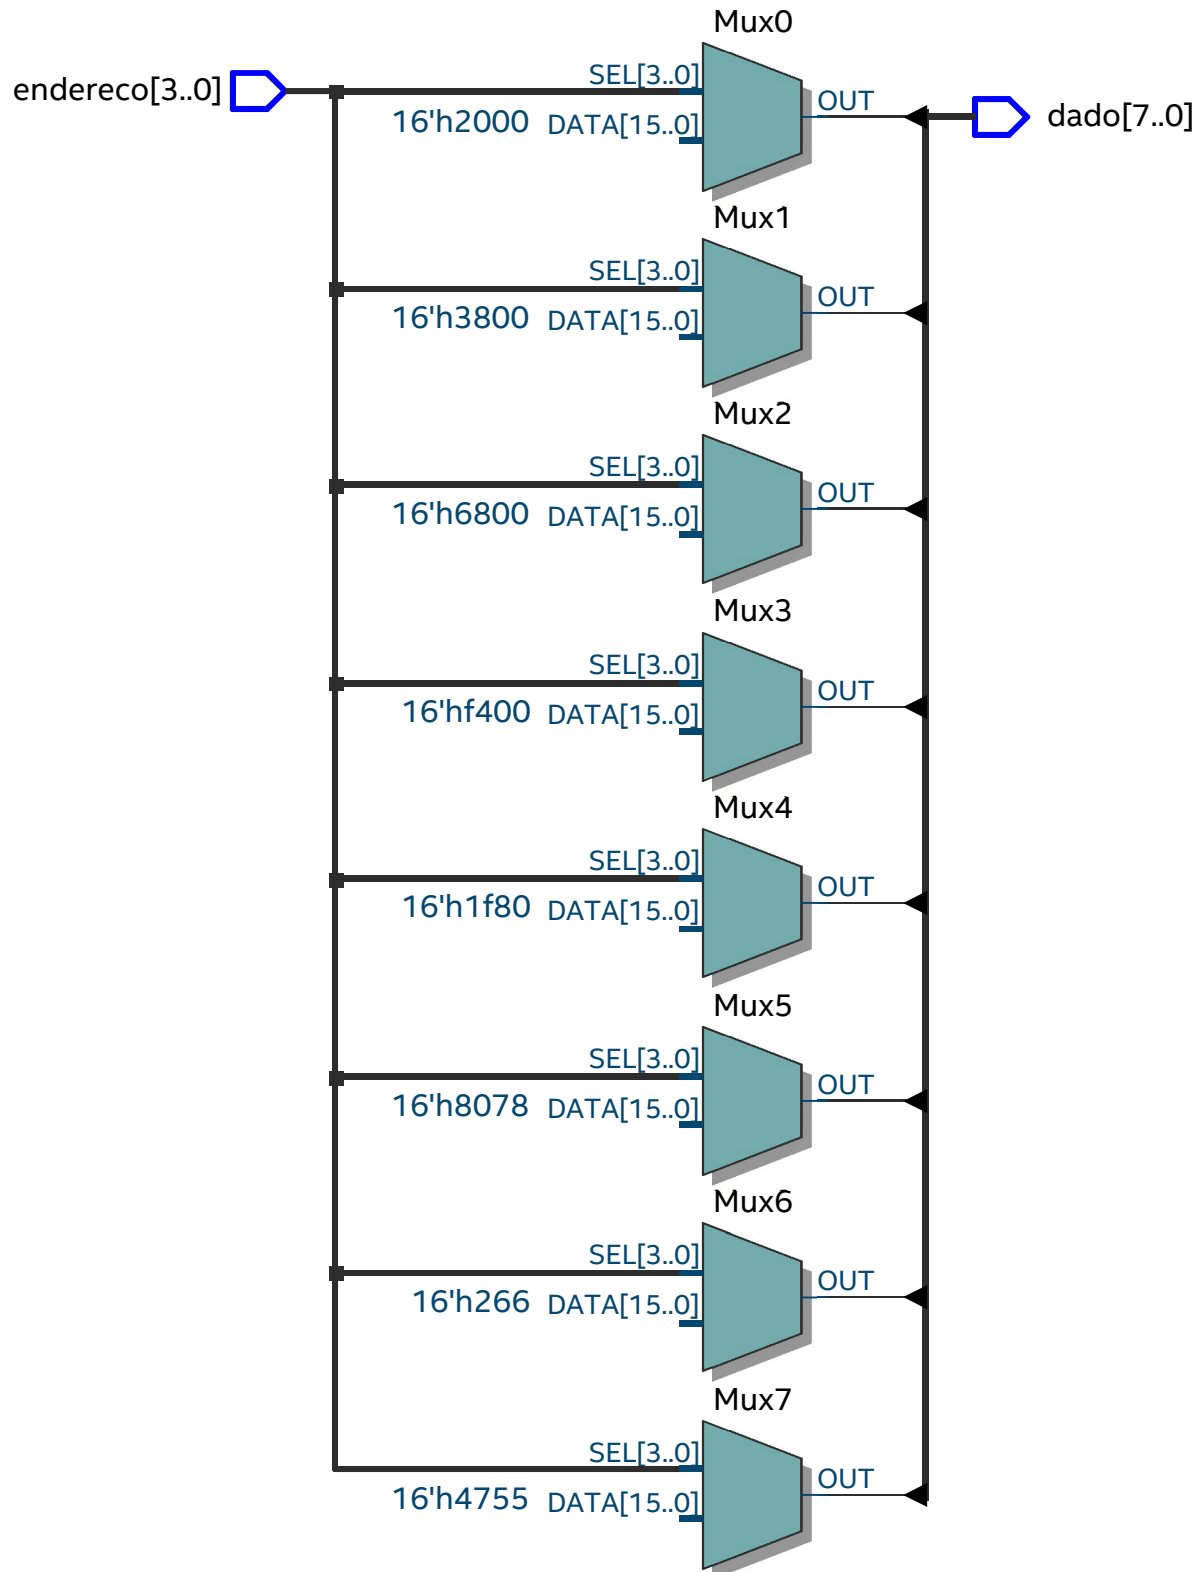 Mux0
endereco[3..0]
SEL[3..0]
16'h2000 DATA[15..0]
OUT
dado[7..0]
Mux1
SEL[3..0]
16'h3800 DATA[15..0]
OUT
Mux2
SEL[3..0]
16'h6800 DATA[15..0]
OUT
Mux3
SEL[3..0]
16'hf400 DATA[15..0]
OUT
Mux4
SEL[3..0]
16'h1f80 DATA[15..0]
OUT
Mux5
SEL[3..0]
16'h8078 DATA[15..0]
OUT
Mux6
SEL[3..0]
16'h266 DATA[15..0]
OUT
Mux7
SEL[3..0]
16'h4755 DATA[15..0]
OUT